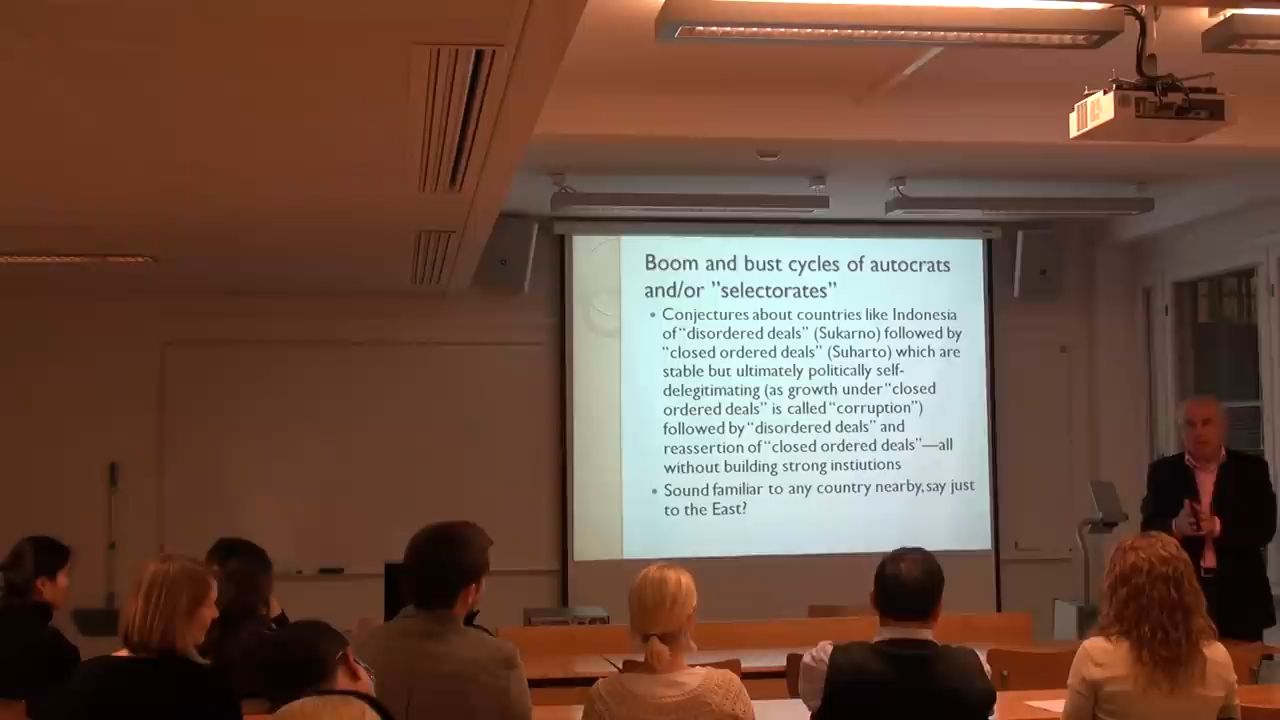 Boom and bust cycles of autocrats
and/or ”selectorates”
• Conjectures about countries like Indonesia
of “disordered deals” (Sukarno) followed by
“closed ordered deals” (Suharto) which are
stable but ultimately politically self-
delegitimating (as growth under “closed
ordered deals” is called “corruption”)
followed by “disordered deals” and
reassertion of “closed ordered deals”—all
without building strong instiutions
• Sound familiar to any country nearby, say just
to the East?